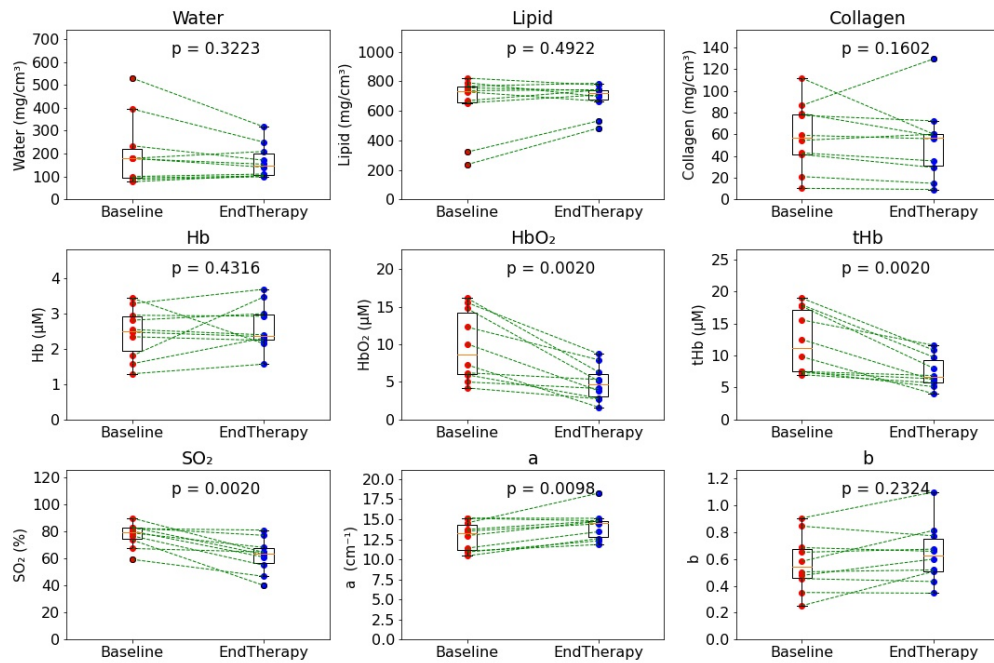 Water
Water (mg/cm³)
700
600
500
400
300
200
100
0
p = 0.3223
Baseline EndTherapy
Lipid
Lipid (mg/cm³)
1000
800
600
400
200
0
p = 0.4922
Baseline EndTherapy
Collagen
Collagen (mg/cm³)
140
120
100
80
60
40
20
0
p = 0.1602
Baseline EndTherapy
Hb
Hb (μM)
4
3
2
1
0
p = 0.4316
Baseline EndTherapy
HbO₂
HbO₂ (μM)
20
15
10
5
0
p = 0.0020
Baseline EndTherapy
tHb
tHb (μM)
25
20
15
10
5
0
p = 0.0020
Baseline EndTherapy
SO₂
SO₂ (%)
120
100
80
60
40
20
0
p = 0.0020
Baseline EndTherapy
a
a (cm⁻¹)
20.0
17.5
15.0
12.5
10.0
7.5
5.0
2.5
0.0
p = 0.0098
Baseline EndTherapy
b
b
1.2
1.0
0.8
0.6
0.4
0.2
0.0
p = 0.2324
Baseline EndTherapy